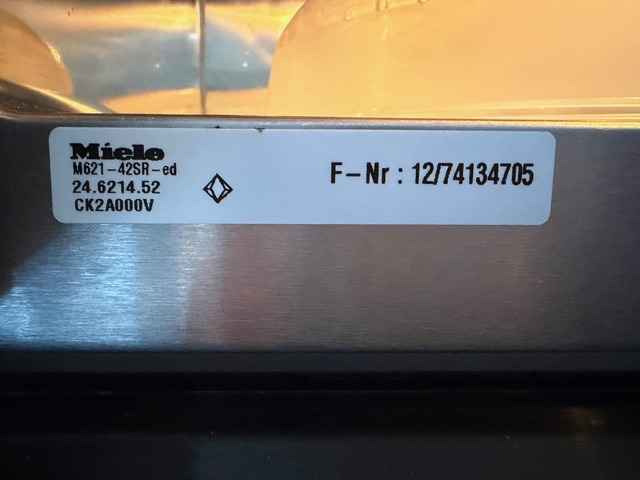 Miele
M621-42SR-ed
24.6214.52
CK2A000V
F-Nr : 12/74134705